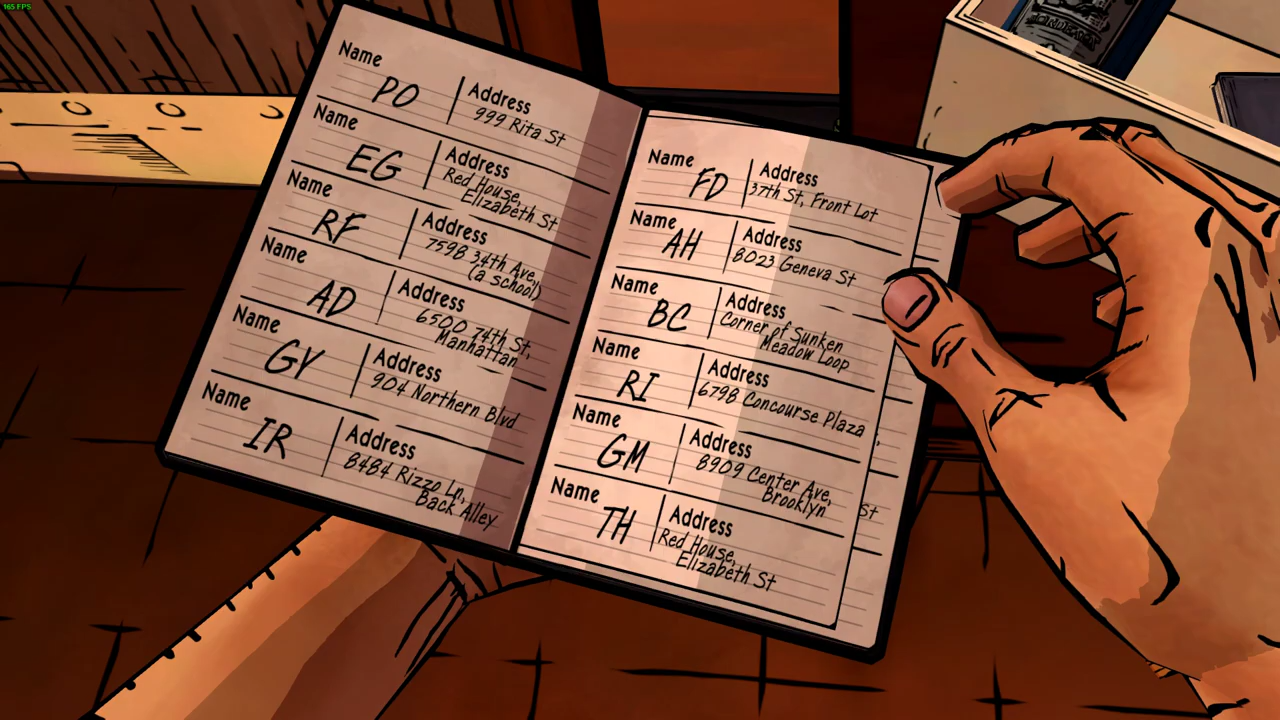 165 FPS
Name
PO
Address
999 Rita St
Name
EG
Address
Red House,
Elizabeth St
Name
RF
Address
759B 34th Ave,
(a school)
Name
AD
Address
6500 74th St,
Manhattan
Name
GY
Address
904 Northern Blvd
Name
IR
Address
8484 Rizzo Ln,
Back Alley
Name
FD
Address
37th St, Front Lot
Name
AH
Address
8023 Geneva St
Name
BC
Address
Corner of Sunken
Meadow Loop
Name
RI
Address
679B Concourse Plaza
Name
GM
Address
8909 Center Ave,
Brooklyn
Name
TH
Address
Red House,
Elizabeth St
St